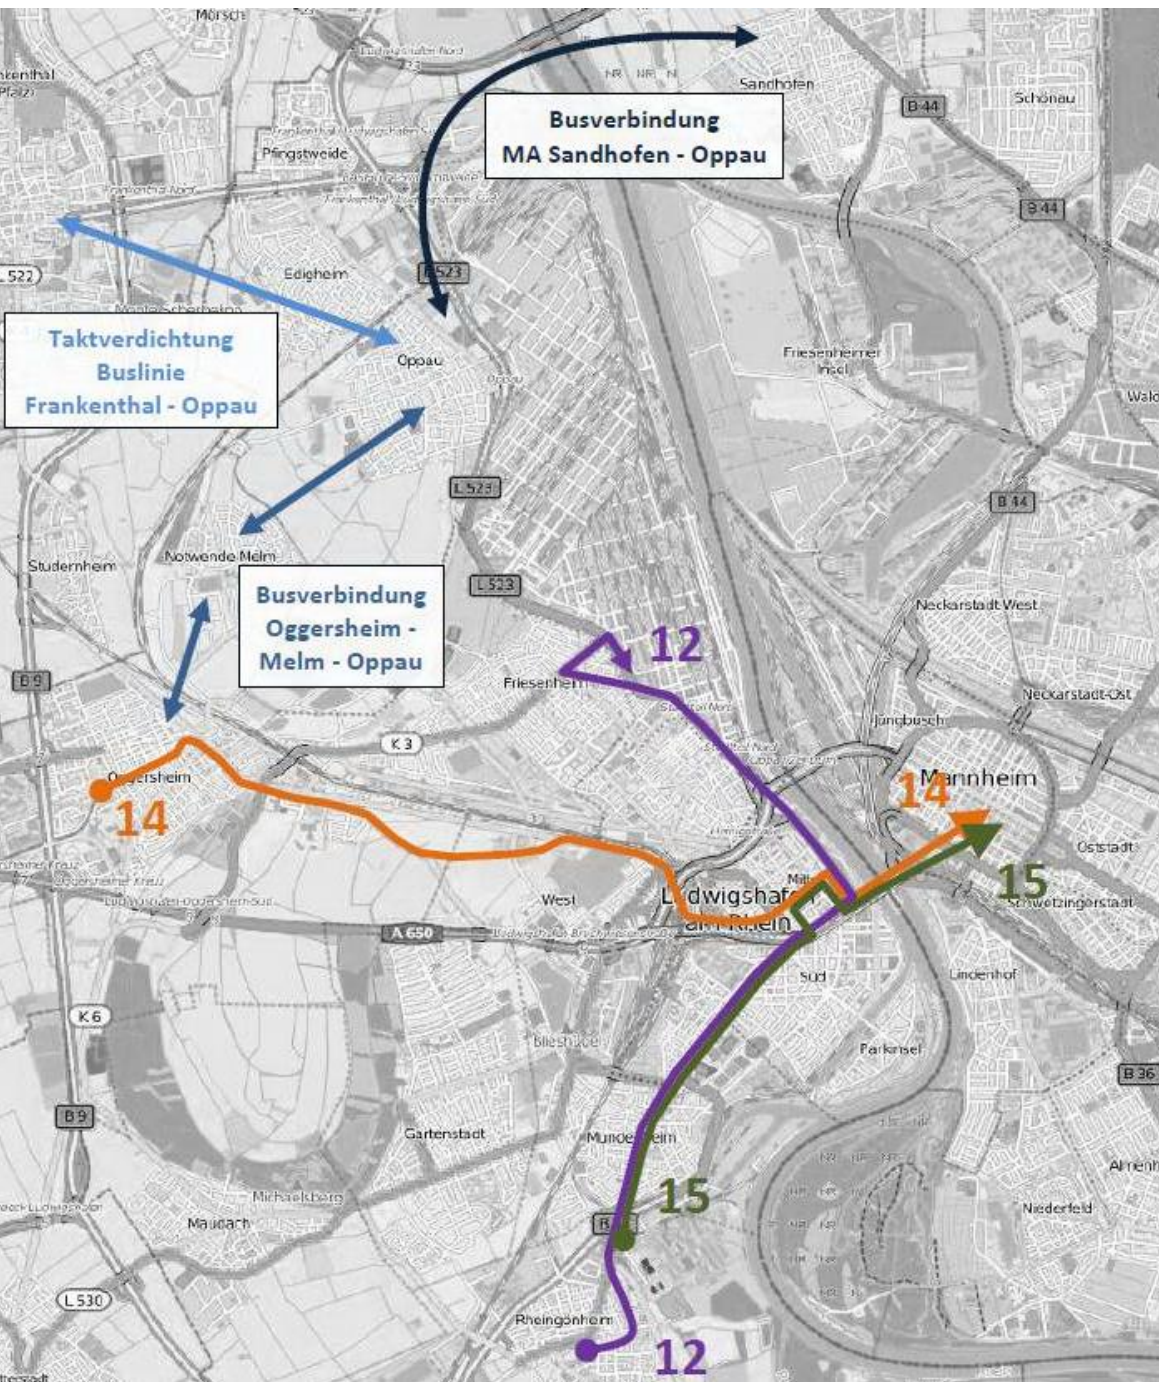 Sandhofen
Schönau
B 44
Busverbindung
MA Sandhofen - Oppau
Pfingstweide
B 44
L 522
Edigheim
Taktverdichtung
Buslinie
Frankenthal - Oppau
Oppau
Oppau
Friesenheimer
Insel
L 523
B 44
Notwende Melm
Studernheim
L 523
Busverbindung
Oggersheim -
Melm - Oppau
Neckarstadt-West
12
B 9
Friesenheim
Neckarstadt-Ost
Jungbusch
K 3
Oggersheim
Mannheim
14
14
Oststadt
15
Schwetzingerstadt
West
Ludwigshafen
am Rhein
A 650
Süd
Lindenhof
K 6
Parkinsel
B 36
B 9
Gartenstadt
Mundenheim
Michaelsberg
15
Maudach
Niederfeld
L 530
Rheingönheim
12